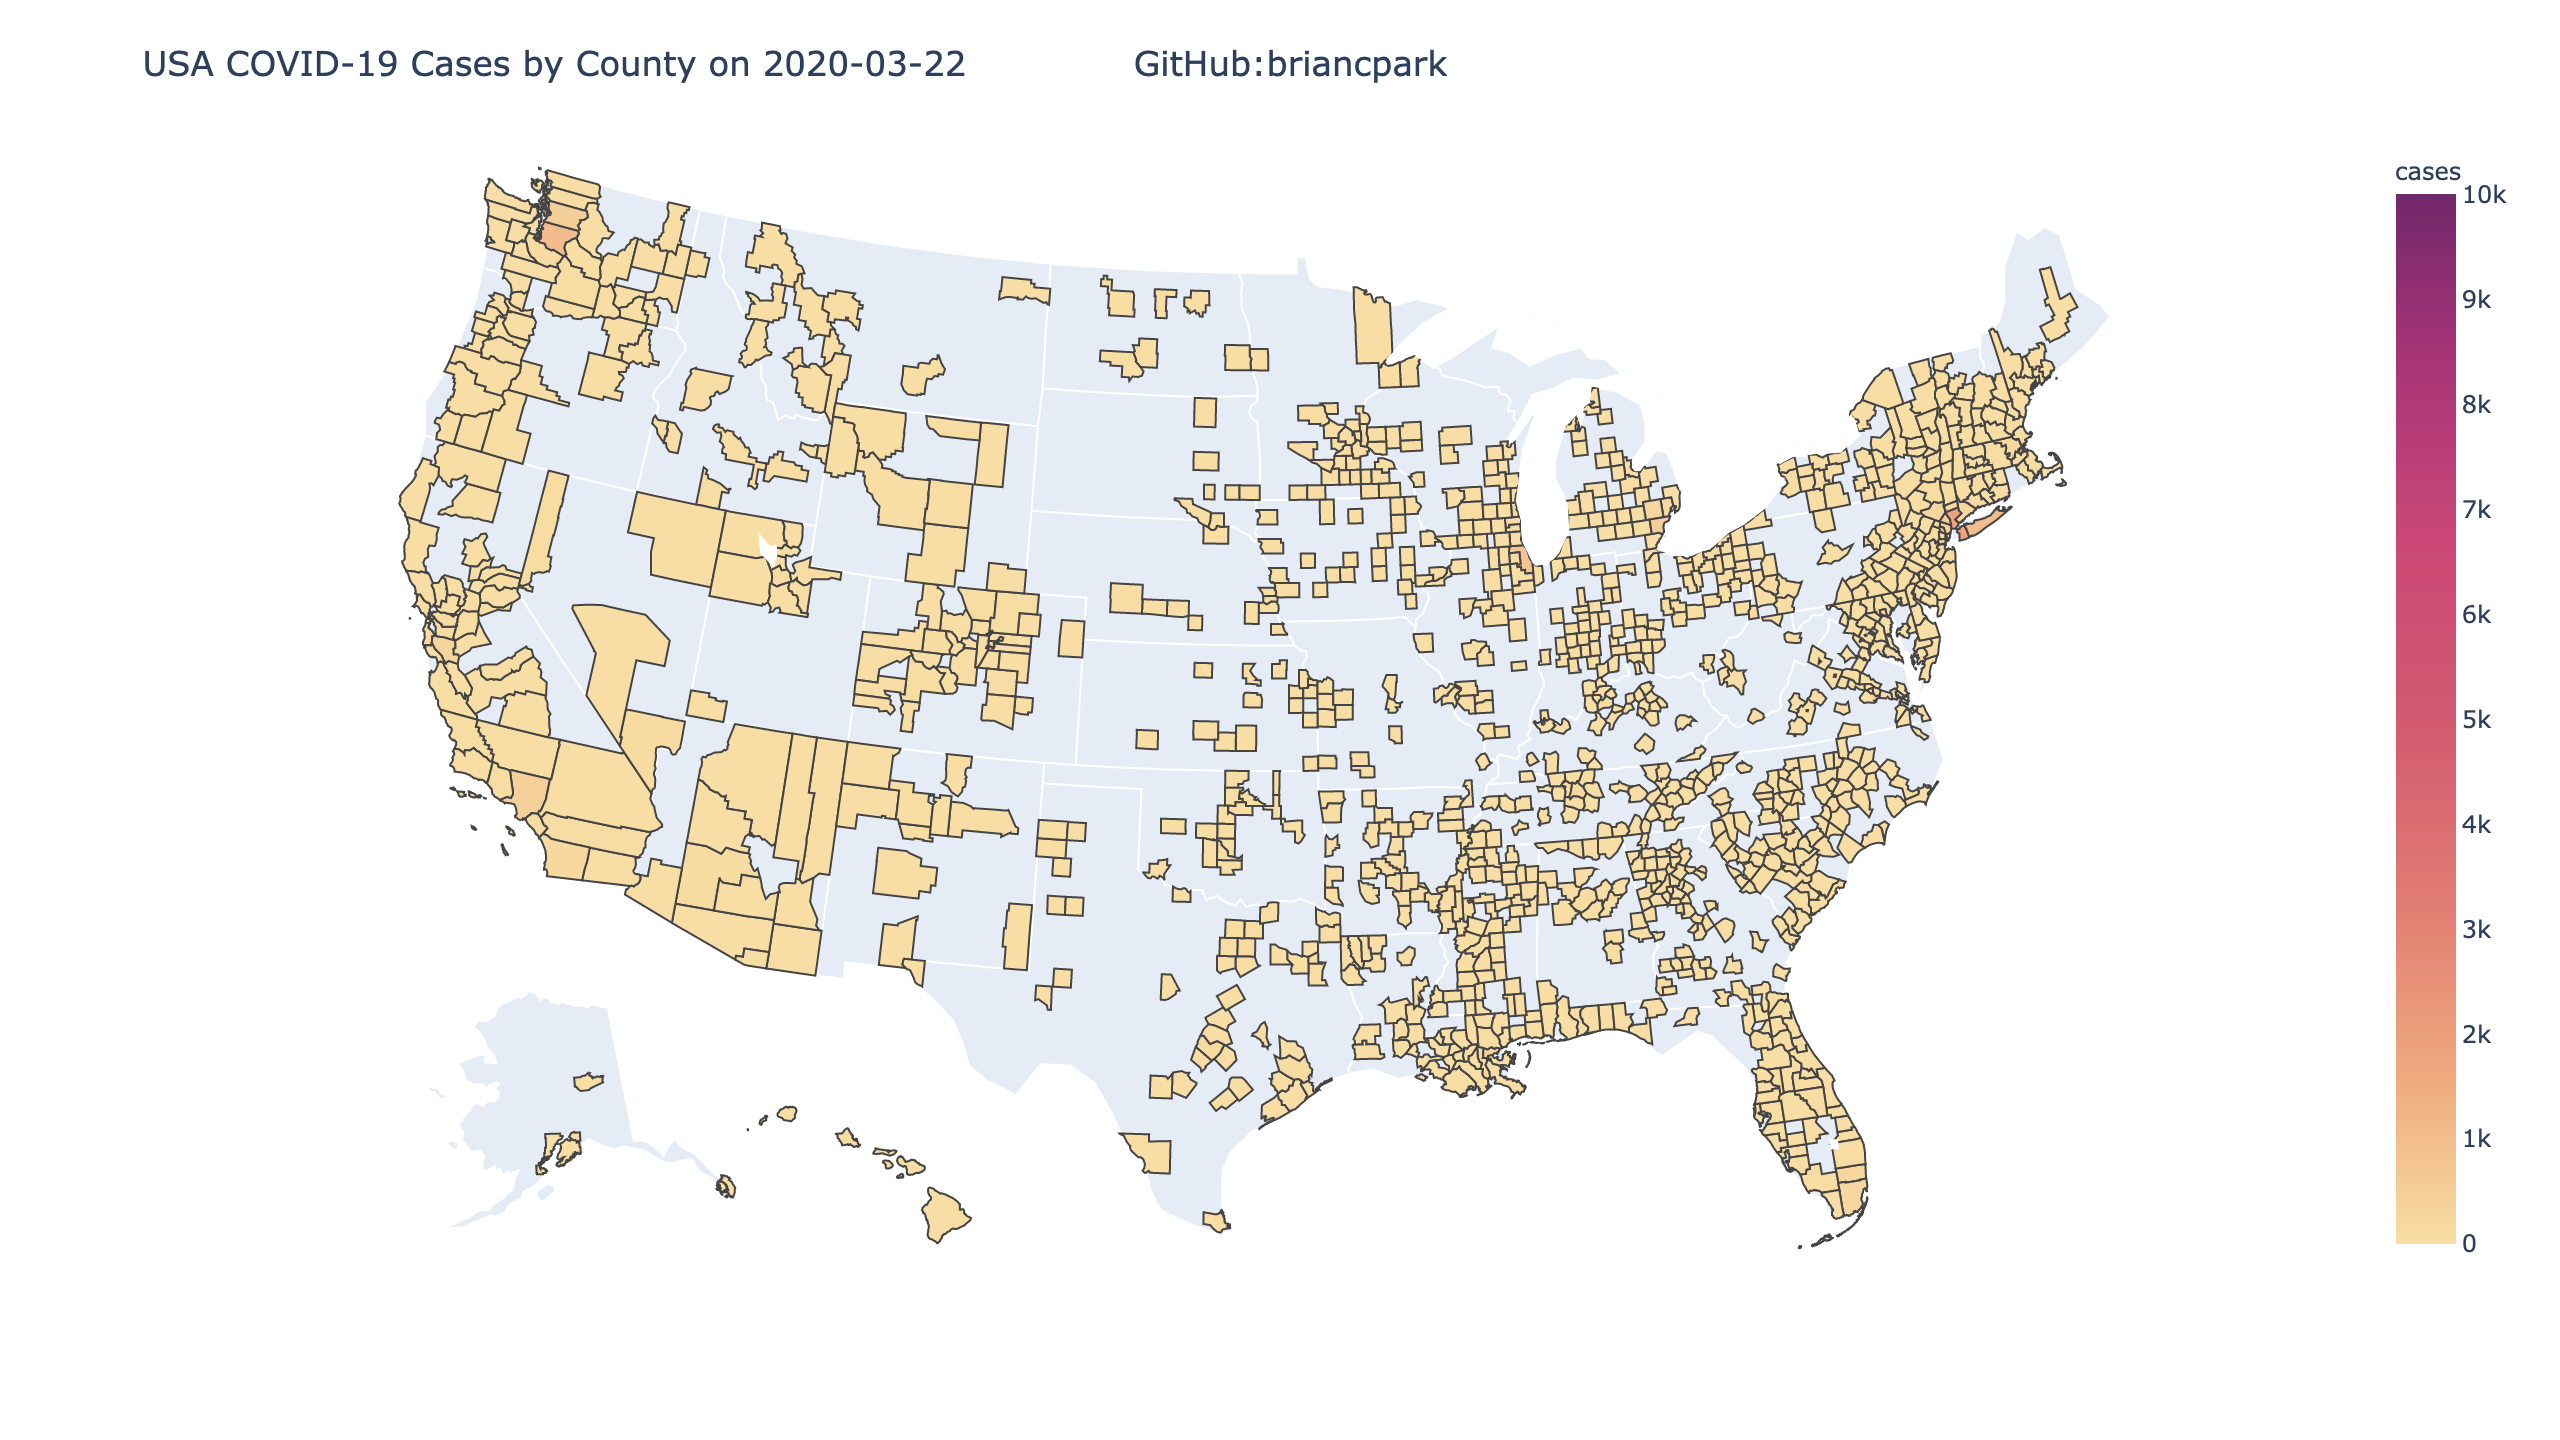 USA COVID-19 Cases by County on 2020-03-22 GitHub:briancpark
cases
10k
9k
8k
7k
6k
5k
4k
3k
2k
1k
0